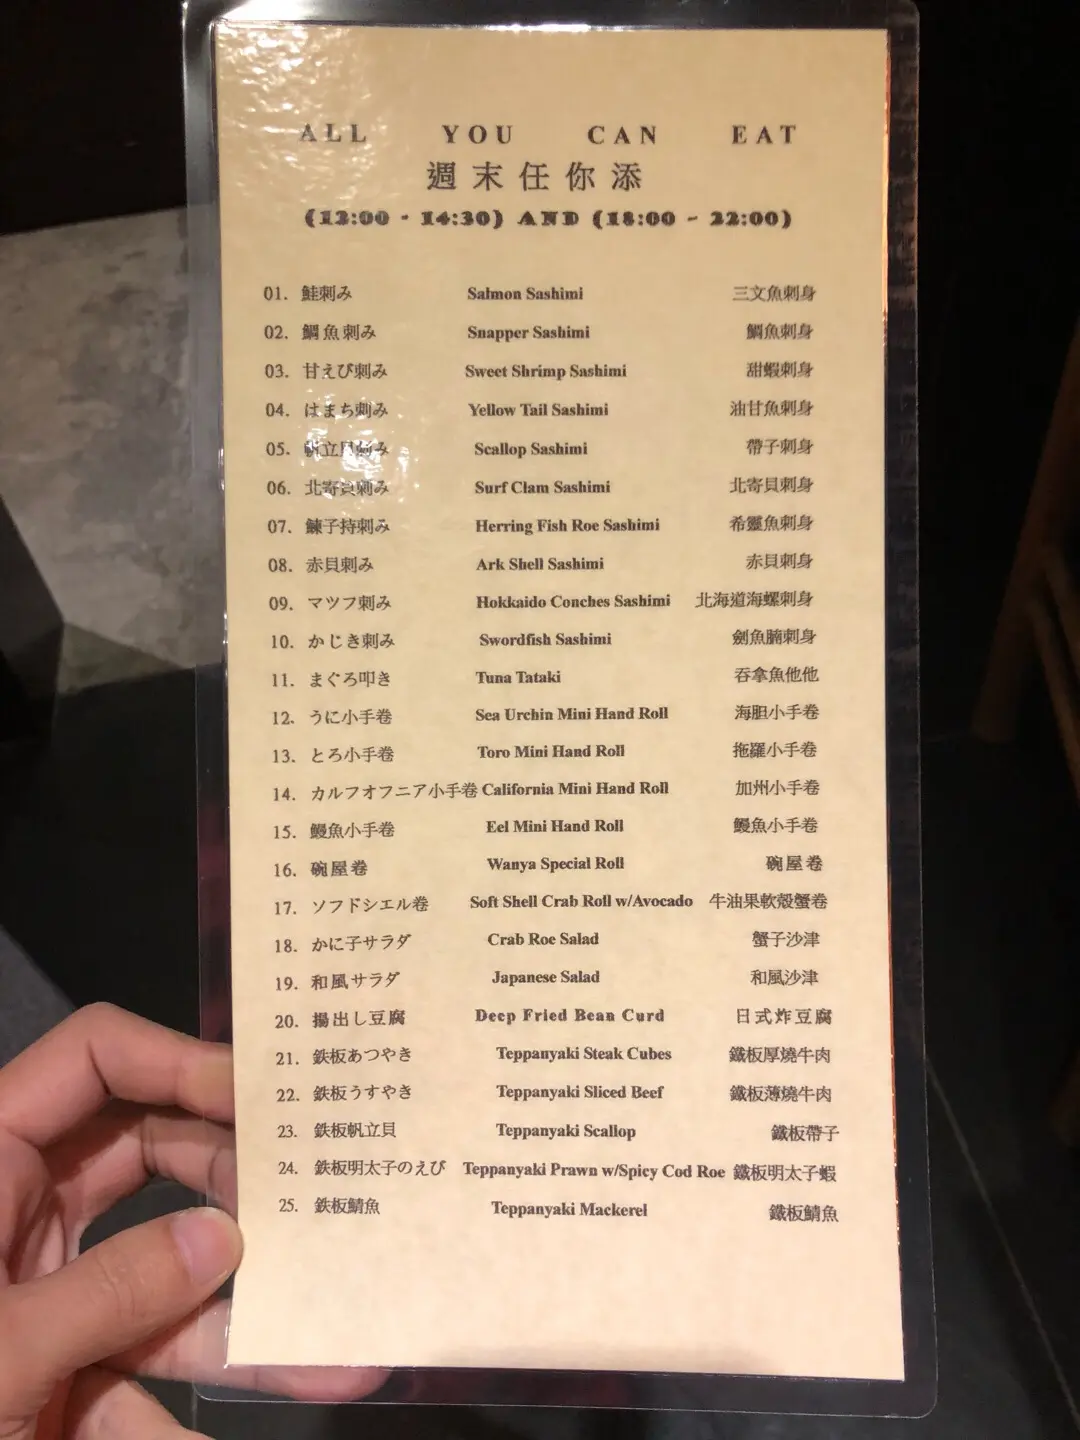 ALL YOU CAN EAT
週末任你添
(12:00 - 14:30) AND (18:00 - 22:00)
01. 鮭刺み Salmon Sashimi 三文魚刺身
02. 鯛魚刺み Snapper Sashimi 鯛魚刺身
03. 甘えび刺み Sweet Shrimp Sashimi 甜蝦刺身
04. はまち刺み Yellow Tail Sashimi 油甘魚刺身
05. 帆立貝刺み Scallop Sashimi 帶子刺身
06. 北寄貝刺み Surf Clam Sashimi 北寄貝刺身
07. 鰊子持刺み Herring Fish Roe Sashimi 希靈魚刺身
08. 赤貝刺み Ark Shell Sashimi 赤貝刺身
09. マツフ刺み Hokkaido Conches Sashimi 北海道海螺刺身
10. かじき刺み Swordfish Sashimi 劍魚腩刺身
11. まぐろ叩き Tuna Tataki 吞拿魚他他
12. うに小手卷 Sea Urchin Mini Hand Roll 海胆小手卷
13. とろ小手卷 Toro Mini Hand Roll 拖羅小手卷
14. カルフオフニア小手卷 California Mini Hand Roll 加州小手卷
15. 鰻魚小手卷 Eel Mini Hand Roll 鰻魚小手卷
16. 碗屋卷 Wanya Special Roll 碗屋卷
17. ソフドシエル卷 Soft Shell Crab Roll w/Avocado 牛油果軟殼蟹卷
18. かに子サラダ Crab Roe Salad 蟹子沙津
19. 和風サラダ Japanese Salad 和風沙津
20. 揚出し豆腐 Deep Fried Bean Curd 日式炸豆腐
21. 鉄板あつやき Teppanyaki Steak Cubes 鐵板厚燒牛肉
22. 鉄板うすやき Teppanyaki Sliced Beef 鐵板薄燒牛肉
23. 鉄板帆立貝 Teppanyaki Scallop 鐵板帶子
24. 鉄板明太子のえび Teppanyaki Prawn w/Spicy Cod Roe 鐵板明太子蝦
25. 鉄板鯖魚 Teppanyaki Mackerel 鐵板鯖魚